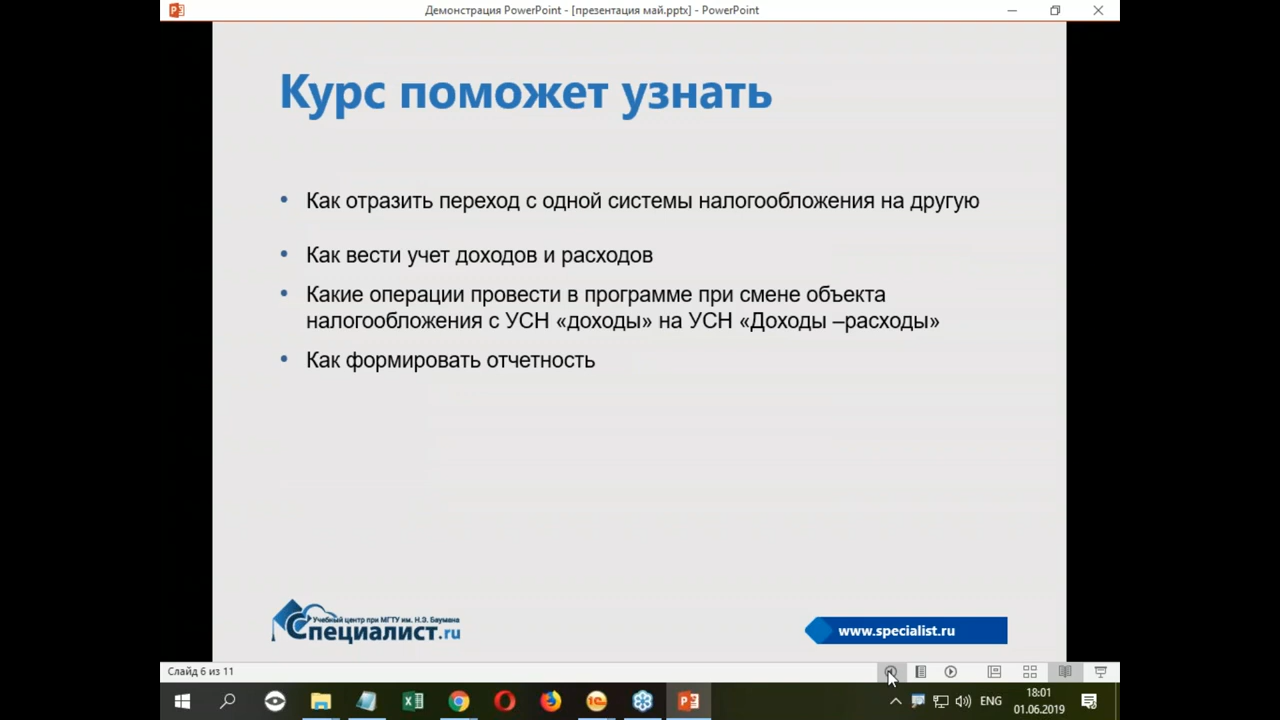 Демонстрация PowerPoint - [презентация май.pptx] - PowerPoint
Курс поможет узнать
• Как отразить переход с одной системы налогообложения на другую
• Как вести учет доходов и расходов
• Какие операции провести в программе при смене объекта
налогообложения с УСН «доходы» на УСН «Доходы –расходы»
• Как формировать отчетность
Учебный центр при МГТУ им. Н.Э. Баумана
Специалист.ru
www.specialist.ru
Слайд 6 из 11
ENG
18:01
01.06.2019